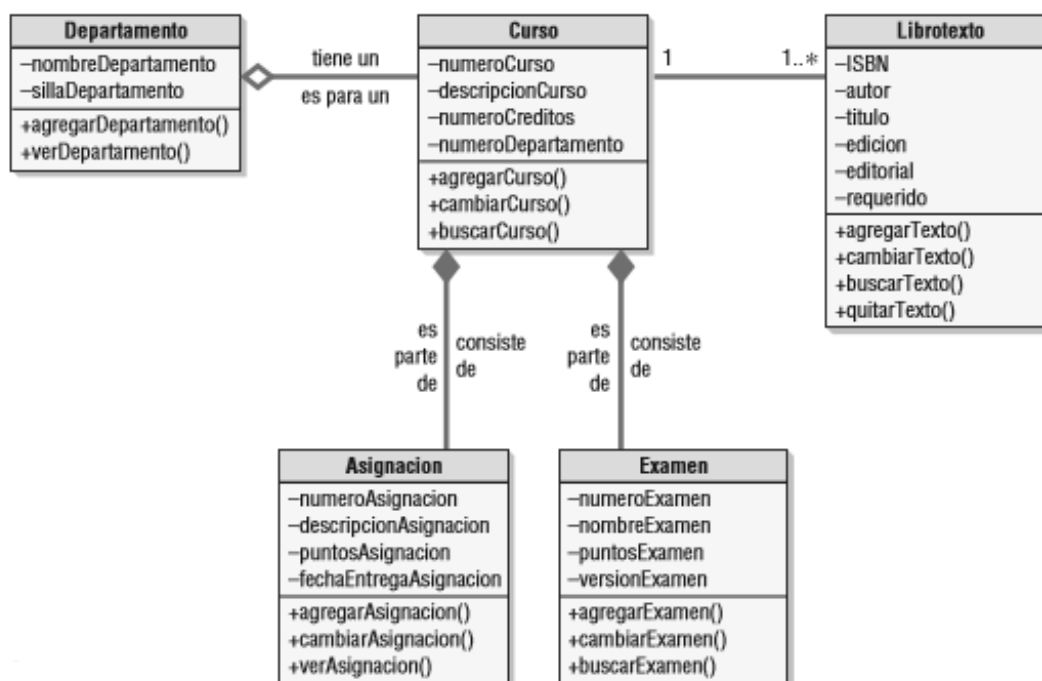 Departamento
–nombreDepartamento
–sillaDepartamento
+agregarDepartamento()
+verDepartamento()
tiene un
es para un
Curso
–numeroCurso
–descripcionCurso
–numeroCreditos
–numeroDepartamento
+agregarCurso()
+cambiarCurso()
+buscarCurso()
1
1..*
Librotexto
–ISBN
–autor
–titulo
–edicion
–editorial
–requerido
+agregarTexto()
+cambiarTexto()
+buscarTexto()
+quitarTexto()
es
parte
de
consiste
de
es
parte
de
consiste
de
Asignacion
–numeroAsignacion
–descripcionAsignacion
–puntosAsignacion
–fechaEntregaAsignacion
+agregarAsignacion()
+cambiarAsignacion()
+verAsignacion()
Examen
–numeroExamen
–nombreExamen
–puntosExamen
–versionExamen
+agregarExamen()
+cambiarExamen()
+buscarExamen()